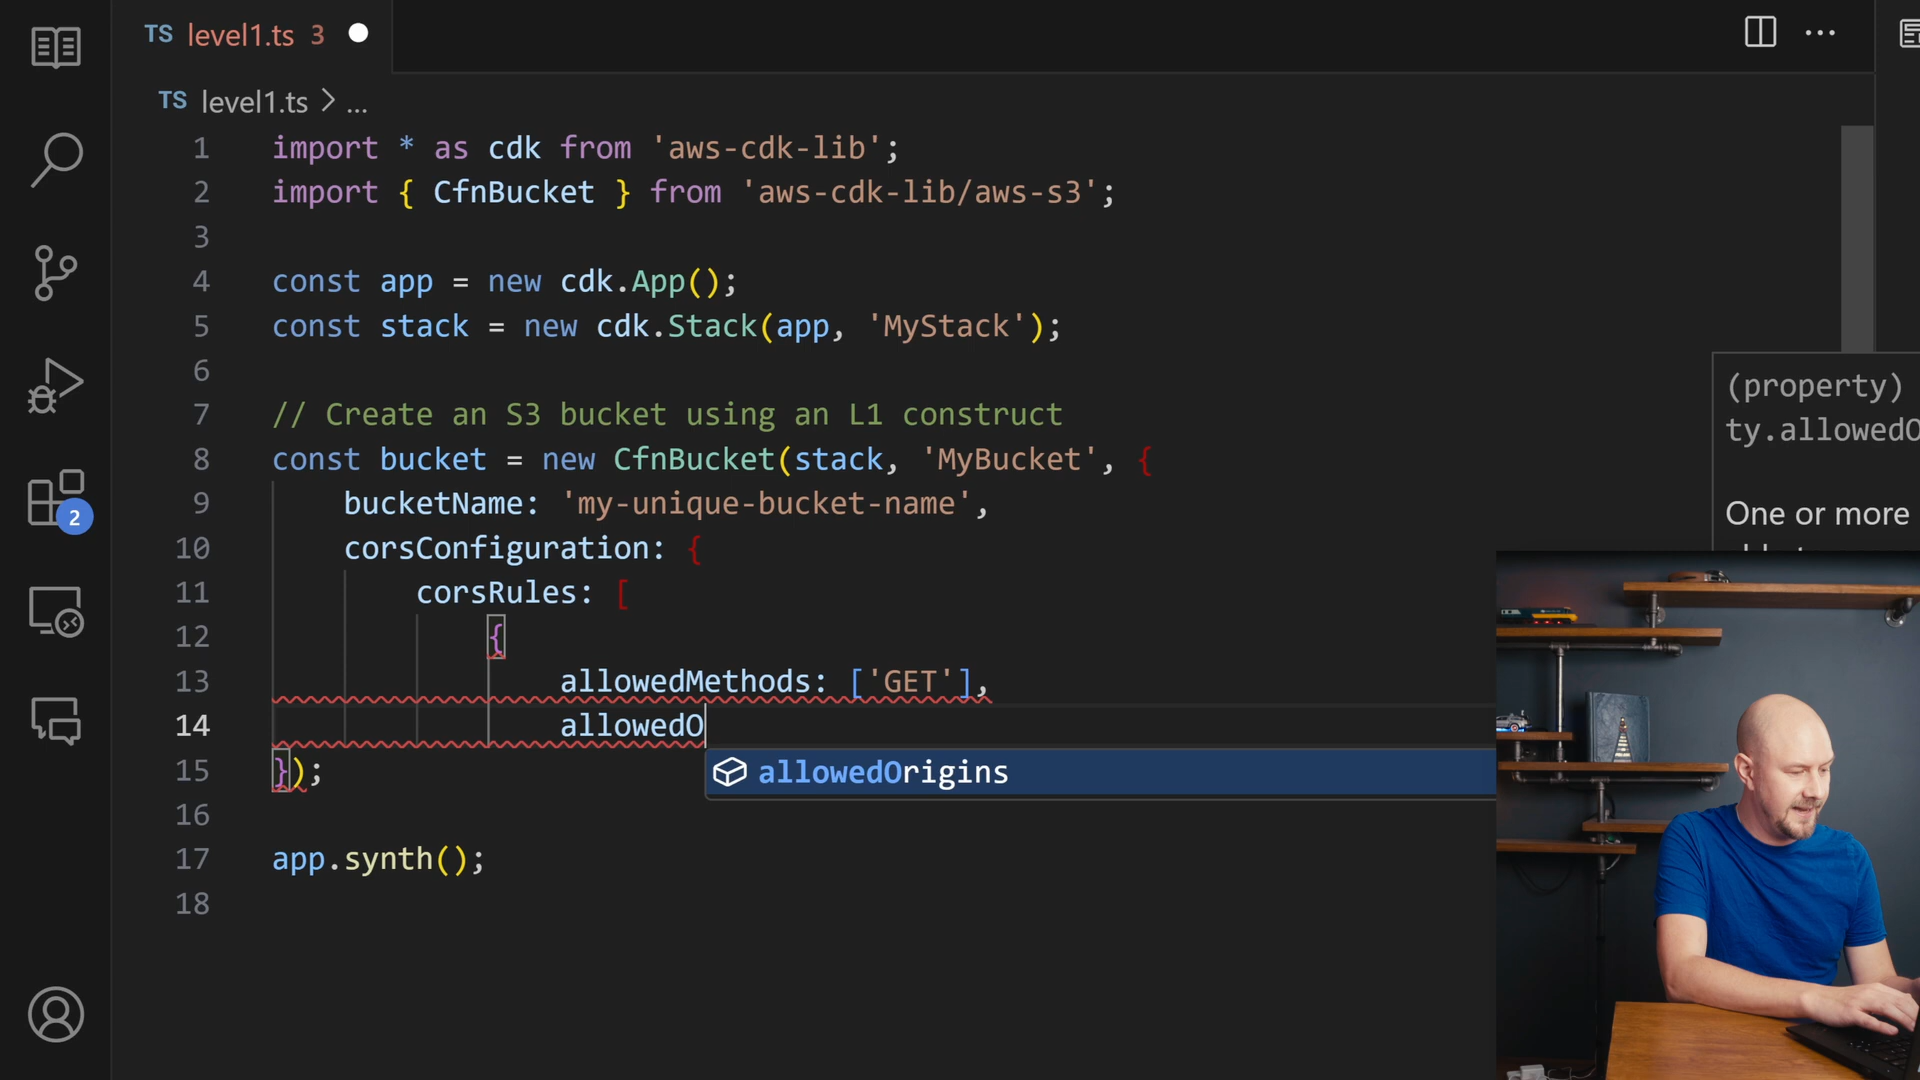 TS level1.ts 3
TS level1.ts > ...
1 import * as cdk from 'aws-cdk-lib';
2 import { CfnBucket } from 'aws-cdk-lib/aws-s3';
3
4 const app = new cdk.App();
5 const stack = new cdk.Stack(app, 'MyStack');
6
7 // Create an S3 bucket using an L1 construct
8 const bucket = new CfnBucket(stack, 'MyBucket', {
9 bucketName: 'my-unique-bucket-name',
10 corsConfiguration: {
11 corsRules: [
12 {
13 allowedMethods: ['GET'],
14 allowedO
allowedOrigins
15 });
16
17 app.synth();
18
(property)
ty.allowedO
One or more
2